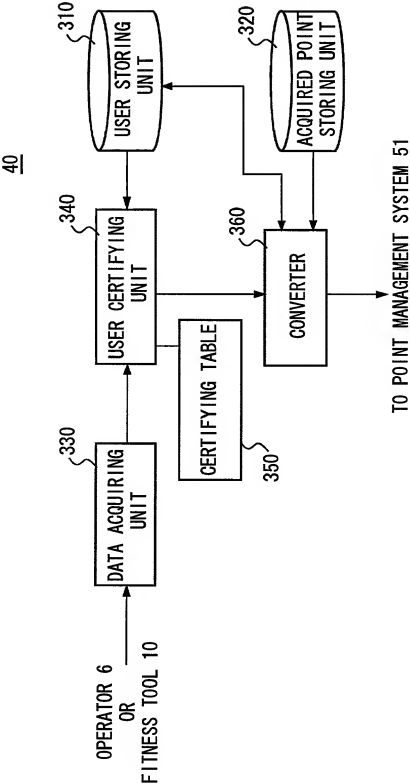 40
310
USER STORING
UNIT
320
ACQUIRED POINT
STORING UNIT
340
USER CERTIFYING
UNIT
360
CONVERTER
TO POINT MANAGEMENT SYSTEM 51
330
DATA ACQUIRING
UNIT
CERTIFYING TABLE
350
OPERATOR 6
OR
FITNESS TOOL 10